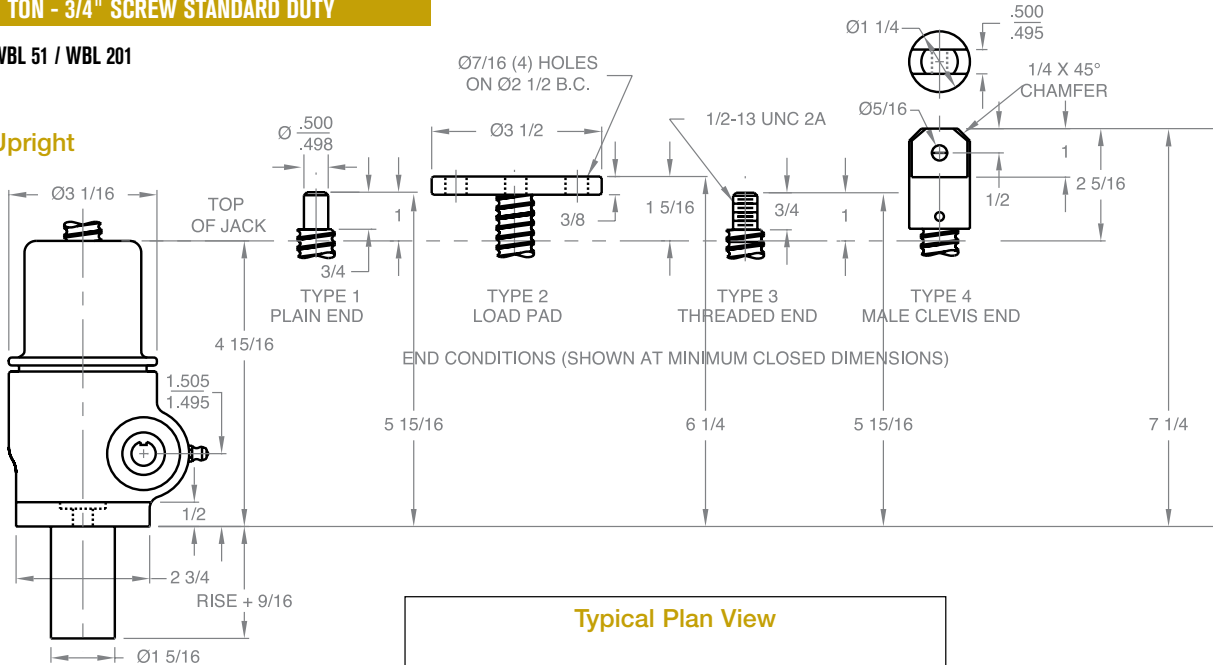 TON - 3/4" SCREW STANDARD DUTY
WBL 51 / WBL 201
Upright
Ø3 1/16
TOP
OF JACK
4 15/16
1.505
1.495
1/2
2 3/4
RISE + 9/16
Ø1 5/16
Ø .500
.498
1
3/4
TYPE 1
PLAIN END
5 15/16
Ø7/16 (4) HOLES
ON Ø2 1/2 B.C.
Ø3 1/2
3/8
1 5/16
TYPE 2
LOAD PAD
6 1/4
1/2-13 UNC 2A
3/4
1
TYPE 3
THREADED END
5 15/16
Ø1 1/4
.500
.495
1/4 X 45°
CHAMFER
Ø5/16
1
2 5/16
1/2
TYPE 4
MALE CLEVIS END
7 1/4
END CONDITIONS (SHOWN AT MINIMUM CLOSED DIMENSIONS)
Typical Plan View